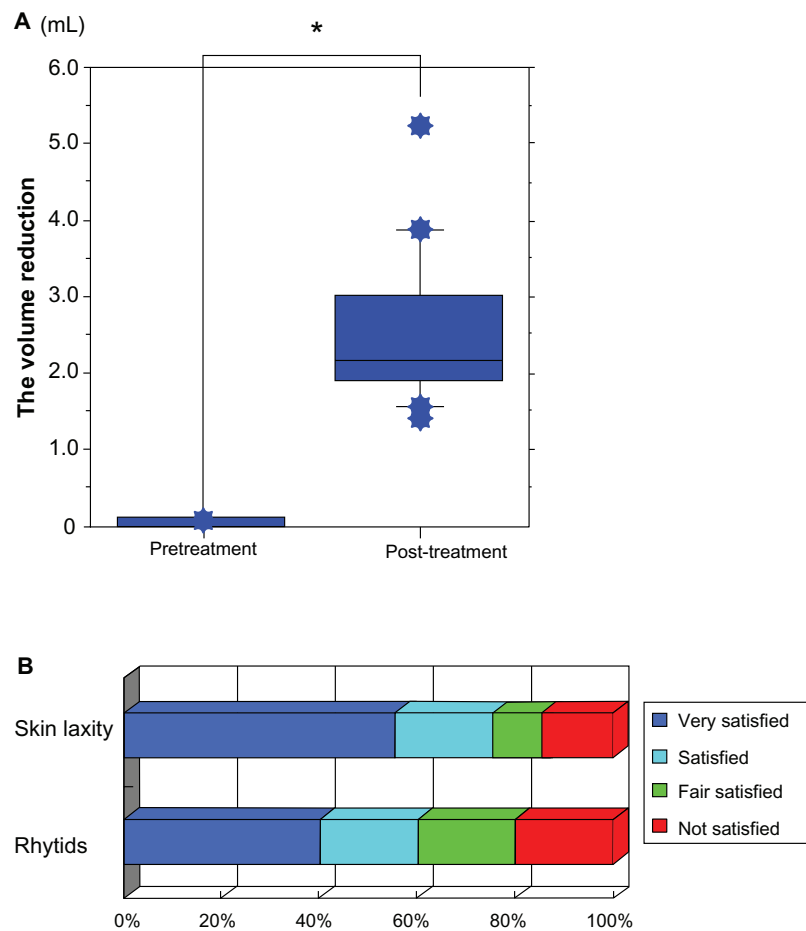 A (mL)
*
6.0
5.0
4.0
3.0
2.0
1.0
0
The volume reduction
Pretreatment
Post-treatment
B
Skin laxity
Rhytids
0% 20% 40% 60% 80% 100%
Very satisfied
Satisfied
Fair satisfied
Not satisfied